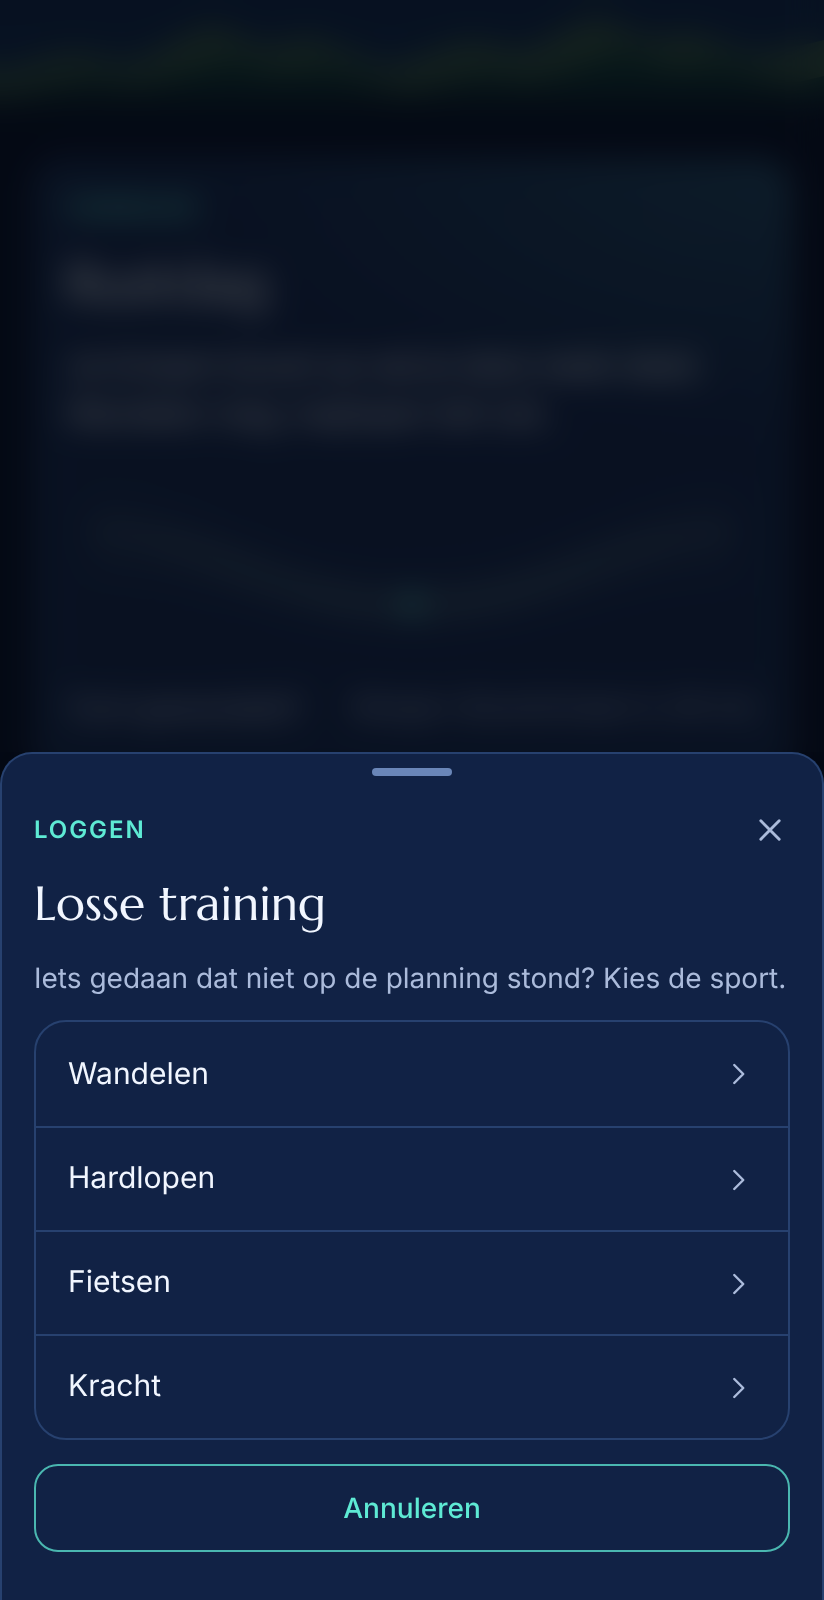 LOGGEN
Losse training
Iets gedaan dat niet op de planning stond? Kies de sport.
Wandelen
Hardlopen
Fietsen
Kracht
Annuleren